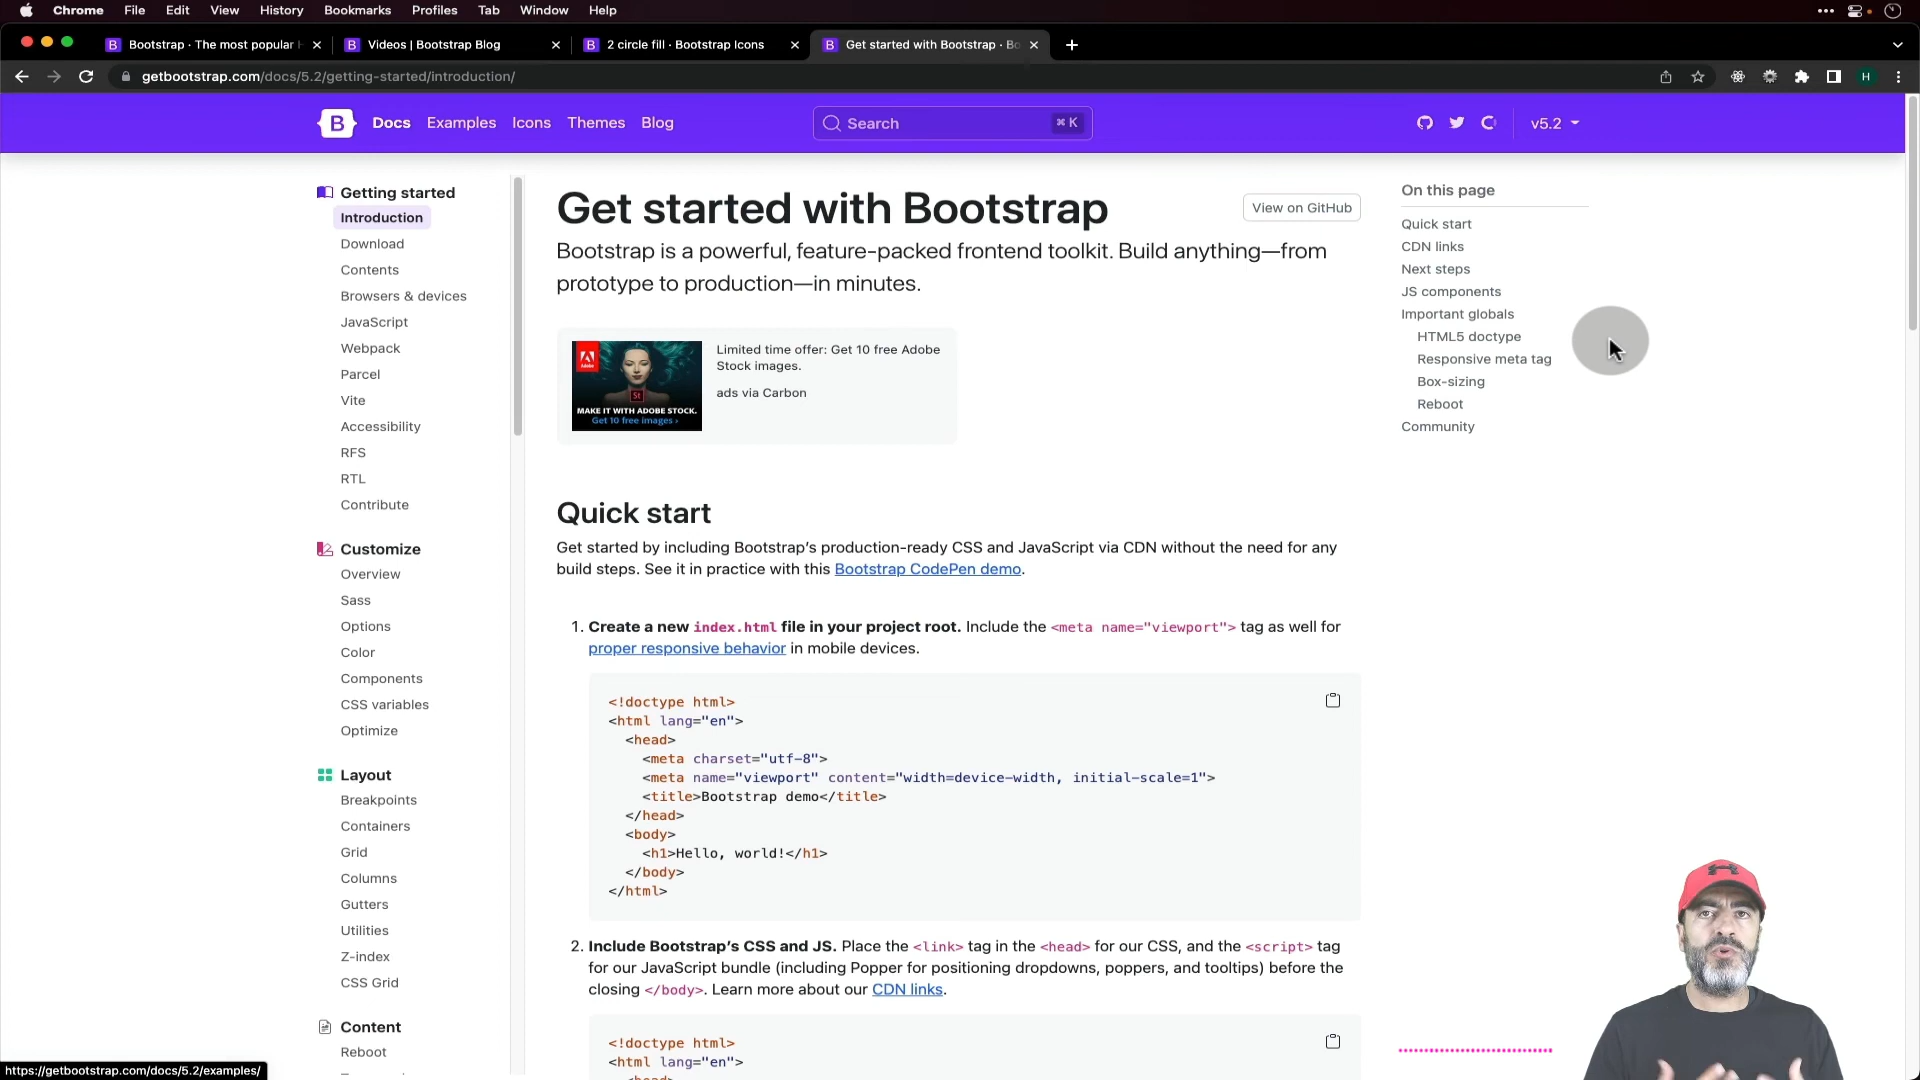 Chrome File Edit View History Bookmarks Profiles Tab Window Help
Bootstrap · The most popular H
Videos | Bootstrap Blog
2 circle fill · Bootstrap Icons
Get started with Bootstrap · Bo
getbootstrap.com/docs/5.2/getting-started/introduction/
H
B Docs Examples Icons Themes Blog
Search ⌘ K
v5.2
Getting started
Introduction
Download
Contents
Browsers & devices
JavaScript
Webpack
Parcel
Vite
Accessibility
RFS
RTL
Contribute
Customize
Overview
Sass
Options
Color
Components
CSS variables
Optimize
Layout
Breakpoints
Containers
Grid
Columns
Gutters
Utilities
Z-index
CSS Grid
Content
Reboot
Get started with Bootstrap
View on GitHub
Bootstrap is a powerful, feature-packed frontend toolkit. Build anything—from
prototype to production—in minutes.
St
MAKE IT WITH ADOBE STOCK.
Get 10 free images ›
Limited time offer: Get 10 free Adobe
Stock images.
ads via Carbon
Quick start
Get started by including Bootstrap's production-ready CSS and JavaScript via CDN without the need for any
build steps. See it in practice with this Bootstrap CodePen demo.
1. Create a new index.html file in your project root. Include the <meta name="viewport"> tag as well for
proper responsive behavior in mobile devices.
<!doctype html>
<html lang="en">
<head>
<meta charset="utf-8">
<meta name="viewport" content="width=device-width, initial-scale=1">
<title>Bootstrap demo</title>
</head>
<body>
<h1>Hello, world!</h1>
</body>
</html>
2. Include Bootstrap's CSS and JS. Place the <link> tag in the <head> for our CSS, and the <script> tag
for our JavaScript bundle (including Popper for positioning dropdowns, poppers, and tooltips) before the
closing </body>. Learn more about our CDN links.
<!doctype html>
<html lang="en">
On this page
Quick start
CDN links
Next steps
JS components
Important globals
HTML5 doctype
Responsive meta tag
Box-sizing
Reboot
Community
https://getbootstrap.com/docs/5.2/examples/